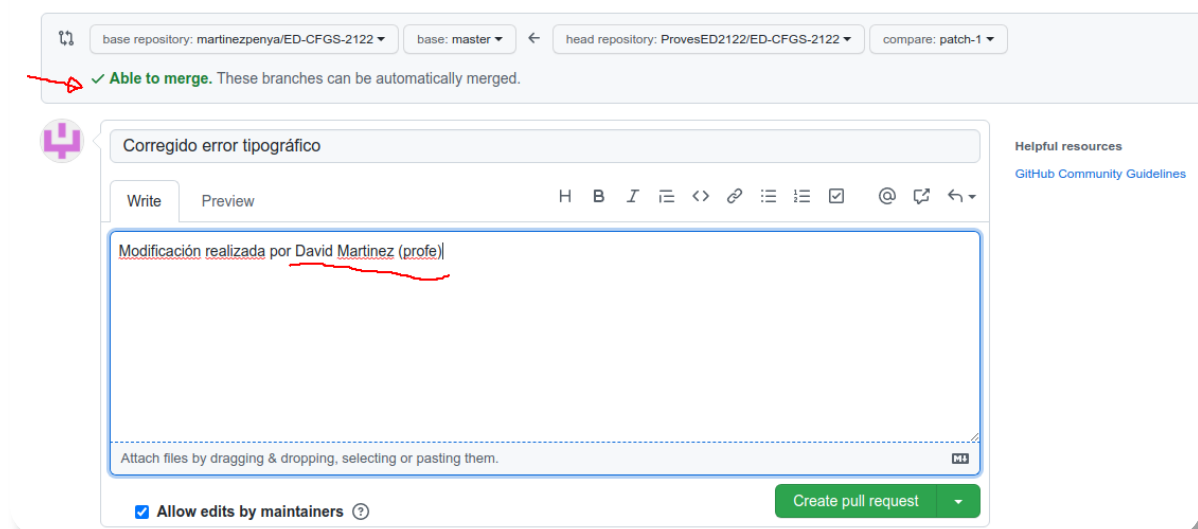 base repository: martinezpenya/ED-CFGS-2122 base: master head repository: ProvesED2122/ED-CFGS-2122 compare: patch-1
Able to merge. These branches can be automatically merged.
Corregido error tipográfico
Helpful resources
GitHub Community Guidelines
Write Preview
Modificación realizada por David Martinez (profe)
Attach files by dragging & dropping, selecting or pasting them.
Allow edits by maintainers
Create pull request